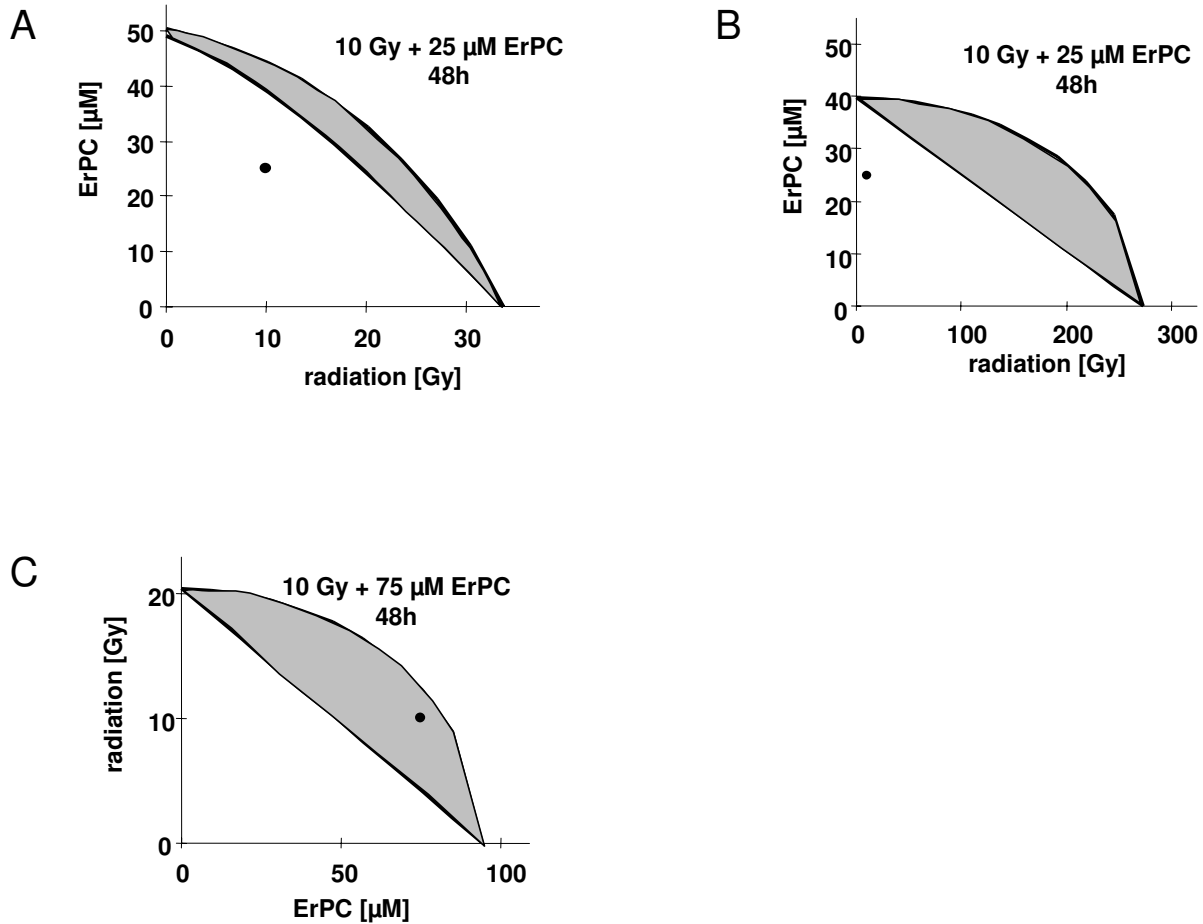 A
10 Gy + 25 µM ErPC
48h
ErPC [µM]
50
40
30
20
10
0
0 10 20 30
radiation [Gy]
B
10 Gy + 25 µM ErPC
48h
ErPC [µM]
50
40
30
20
10
0
0 100 200 300
radiation [Gy]
C
10 Gy + 75 µM ErPC
48h
radiation [Gy]
20
10
0
0 50 100
ErPC [µM]